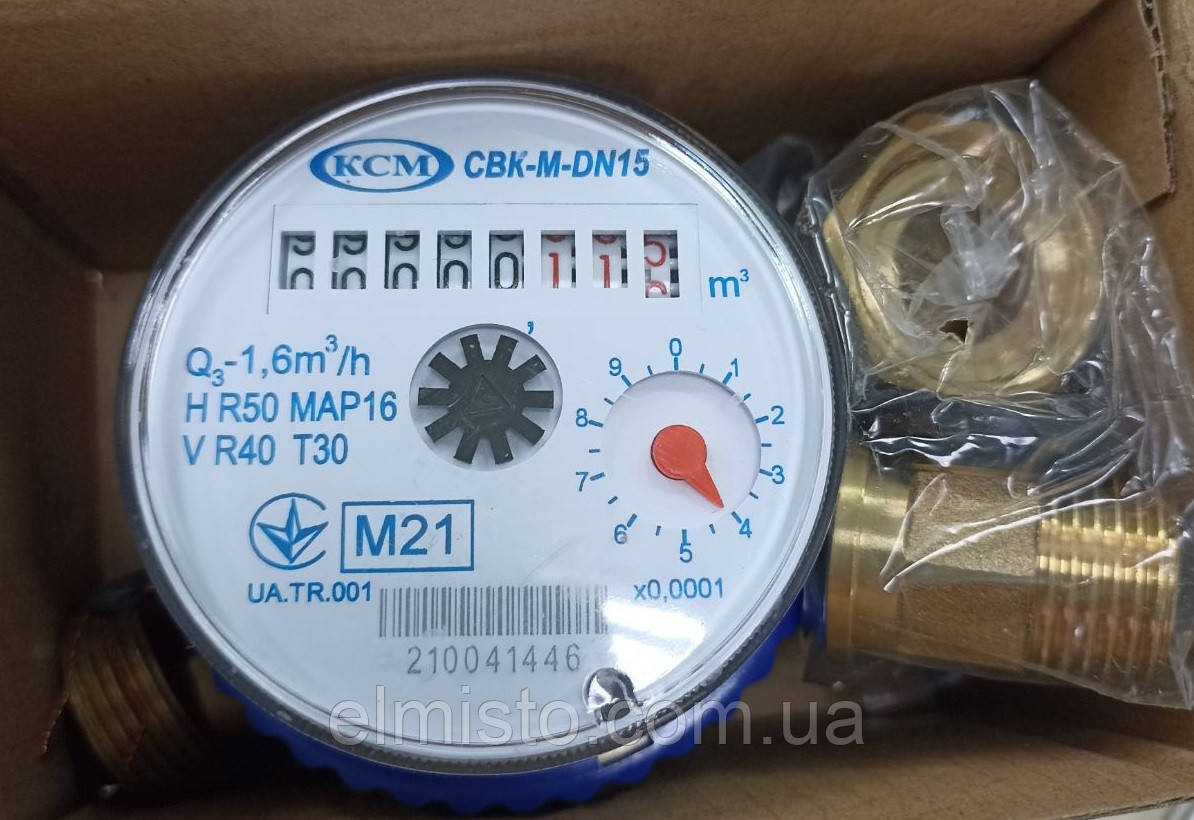 КСМ СВК-М-DN15
m³
Q₃-1,6m³/h
H R50 MAP16
V R40 T30
0
9 1
8 2
7 3
6 4
5
M21
UA.TR.001
x0,0001
210041446
elmisto.com.ua